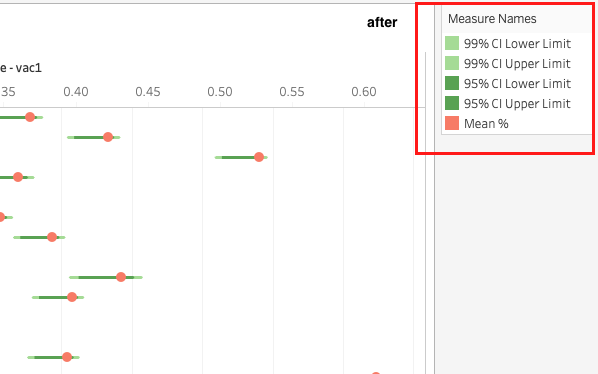 after
Measure Names
99% CI Lower Limit
99% CI Upper Limit
95% CI Lower Limit
95% CI Upper Limit
Mean %
e - vac1
35 0.40 0.45 0.50 0.55 0.60